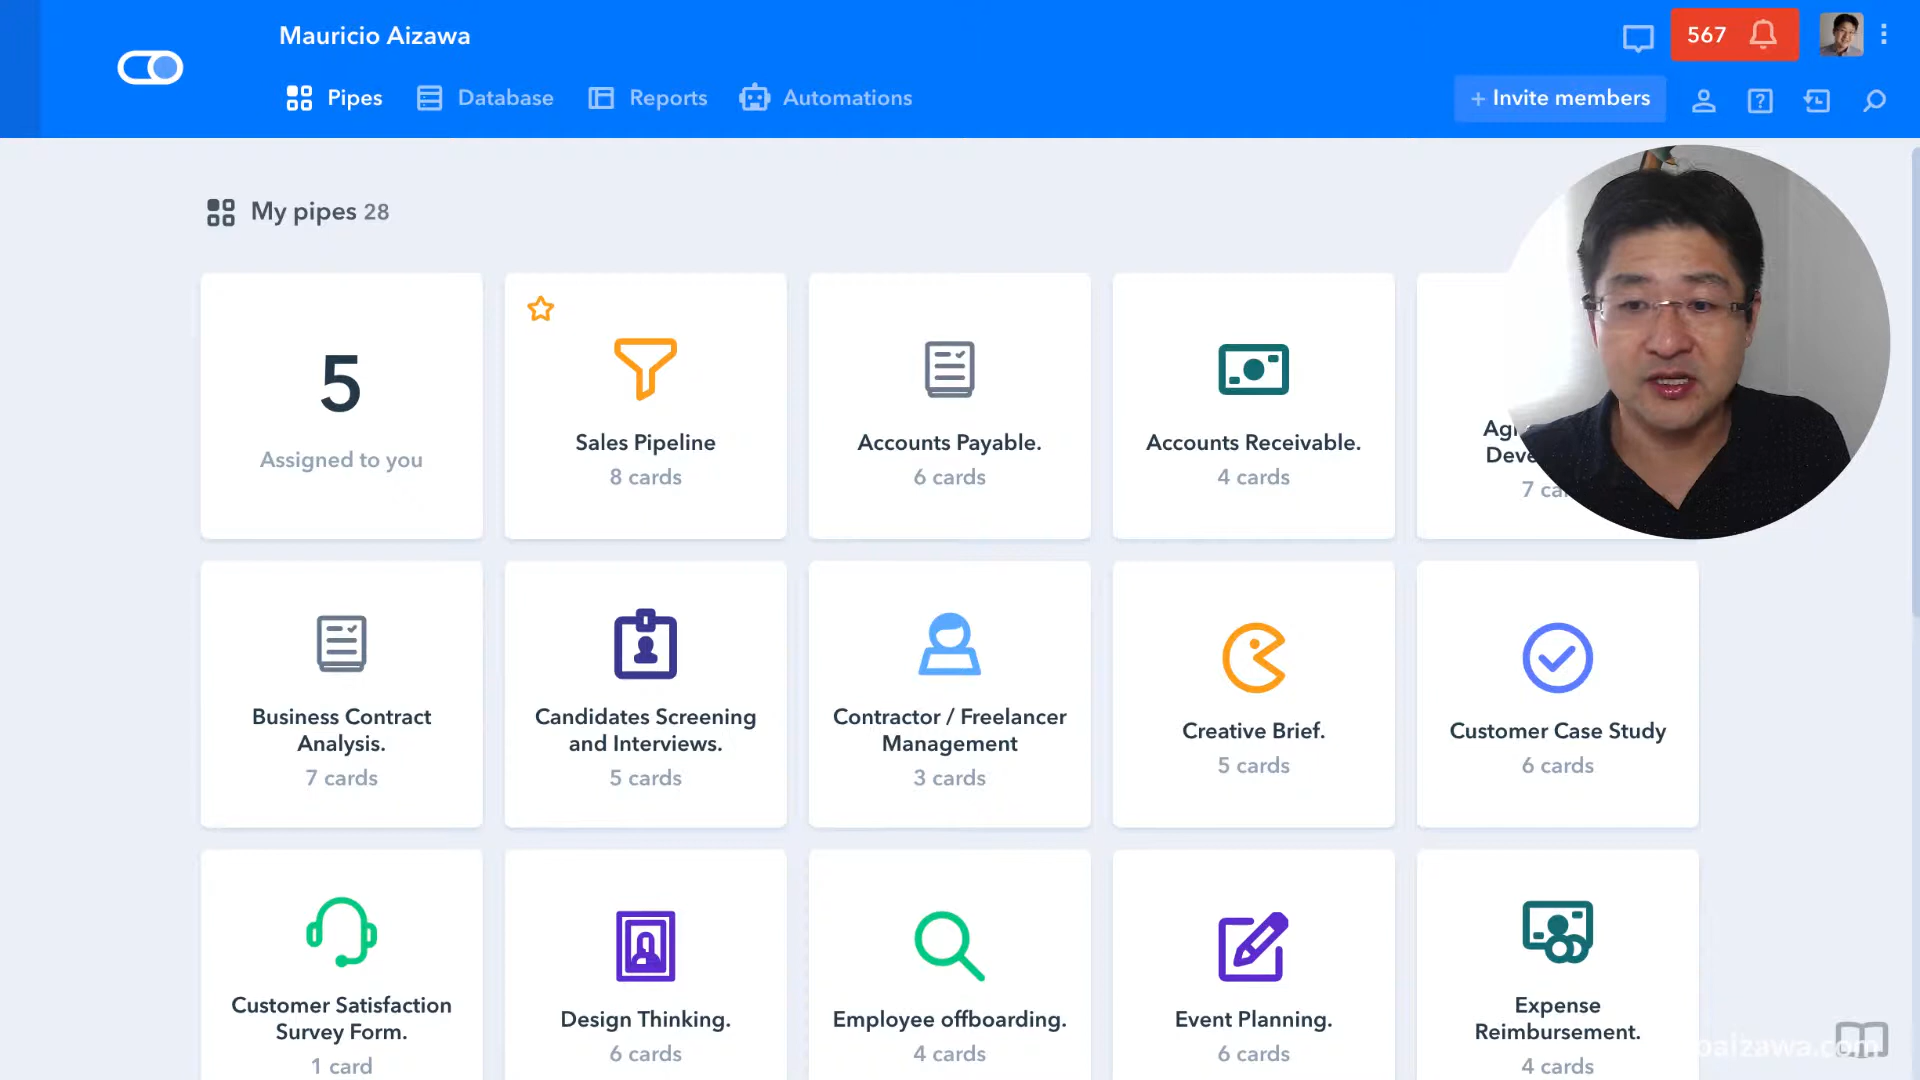 Mauricio Aizawa
567
Pipes
Database
Reports
Automations
+ Invite members
My pipes 28
5
Assigned to you
Sales Pipeline
8 cards
Accounts Payable.
6 cards
Accounts Receivable.
4 cards
7
Business Contract
Analysis.
7 cards
Candidates Screening
and Interviews.
5 cards
Contractor / Freelancer
Management
3 cards
Creative Brief.
5 cards
Customer Case Study
6 cards
Customer Satisfaction
Survey Form.
1 card
Design Thinking.
6 cards
Employee offboarding.
4 cards
Event Planning.
6 cards
Expense
Reimbursement.
4 cards